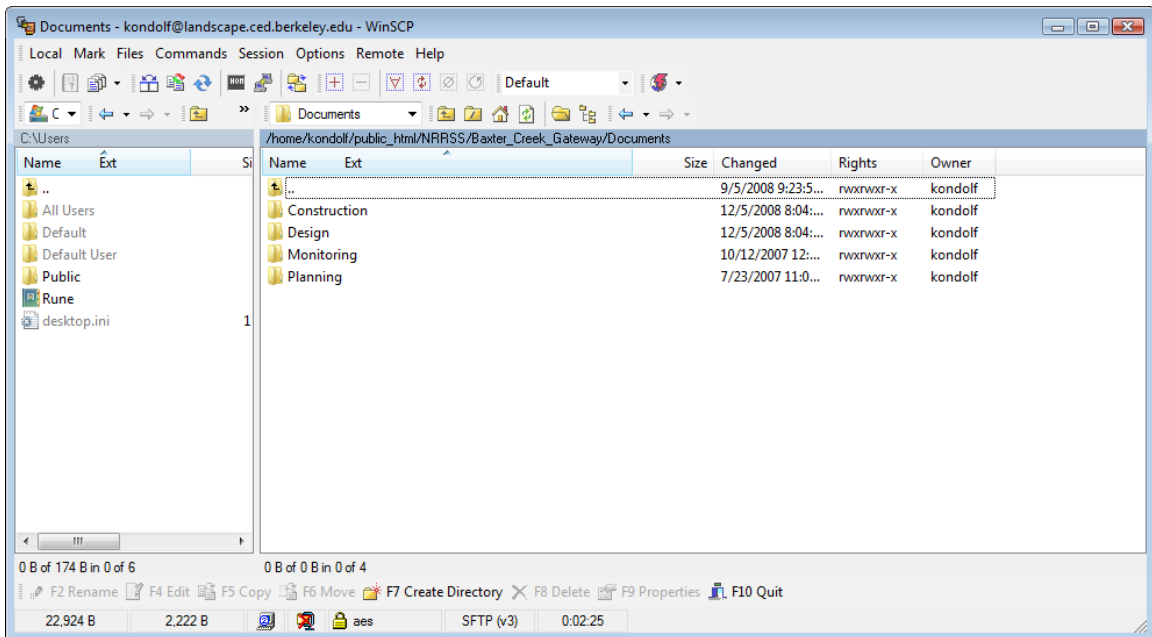 Documents - kondolf@landscape.ced.berkeley.edu - WinSCP
Local Mark Files Commands Session Options Remote Help
Default
C Documents
C:\Users /home/kondolf/public_html/NRRSS/Baxter_Creek_Gateway/Documents
Name Ext Si Name Ext Size Changed Rights Owner
.. .. 9/5/2008 9:23:5... rwxrwxr-x kondolf
All Users Construction 12/5/2008 8:04:... rwxrwxr-x kondolf
Default Design 12/5/2008 8:04:... rwxrwxr-x kondolf
Default User Monitoring 10/12/2007 12:... rwxrwxr-x kondolf
Public Planning 7/23/2007 11:0... rwxrwxr-x kondolf
Rune
desktop.ini 1
0 B of 174 B in 0 of 6 0 B of 0 B in 0 of 4
F2 Rename F4 Edit F5 Copy F6 Move F7 Create Directory F8 Delete F9 Properties F10 Quit
22,924 B 2,222 B aes SFTP (v3) 0:02:25